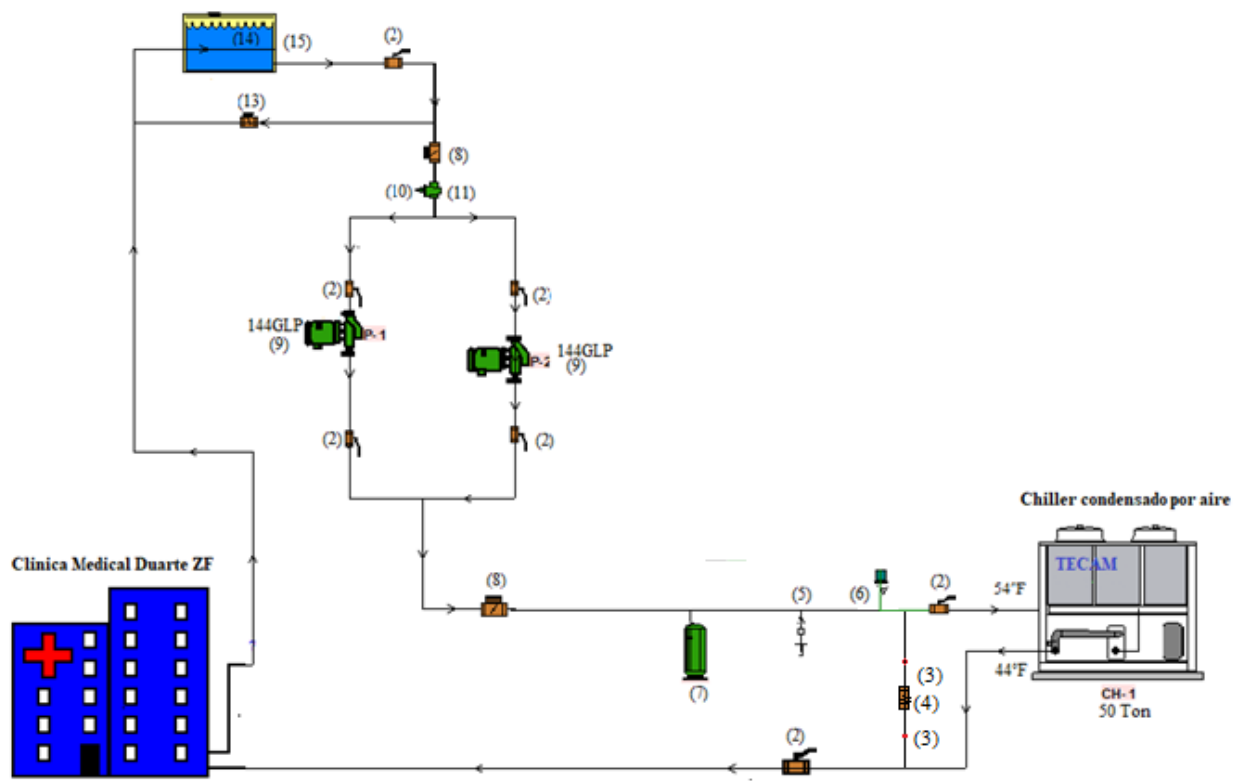 (14)
(15)
(2)
(13)
(8)
(10)
(11)
(2)
(2)
144GLP
(9)
P-1
P-2
144GLP
(9)
(2)
(2)
Chiller condensado por aire
Clínica Medical Duarte ZF
TECAM
(8)
(5)
(6)
(2)
54°F
(7)
(3)
(4)
(3)
44°F
CH-1
50 Ton
(2)